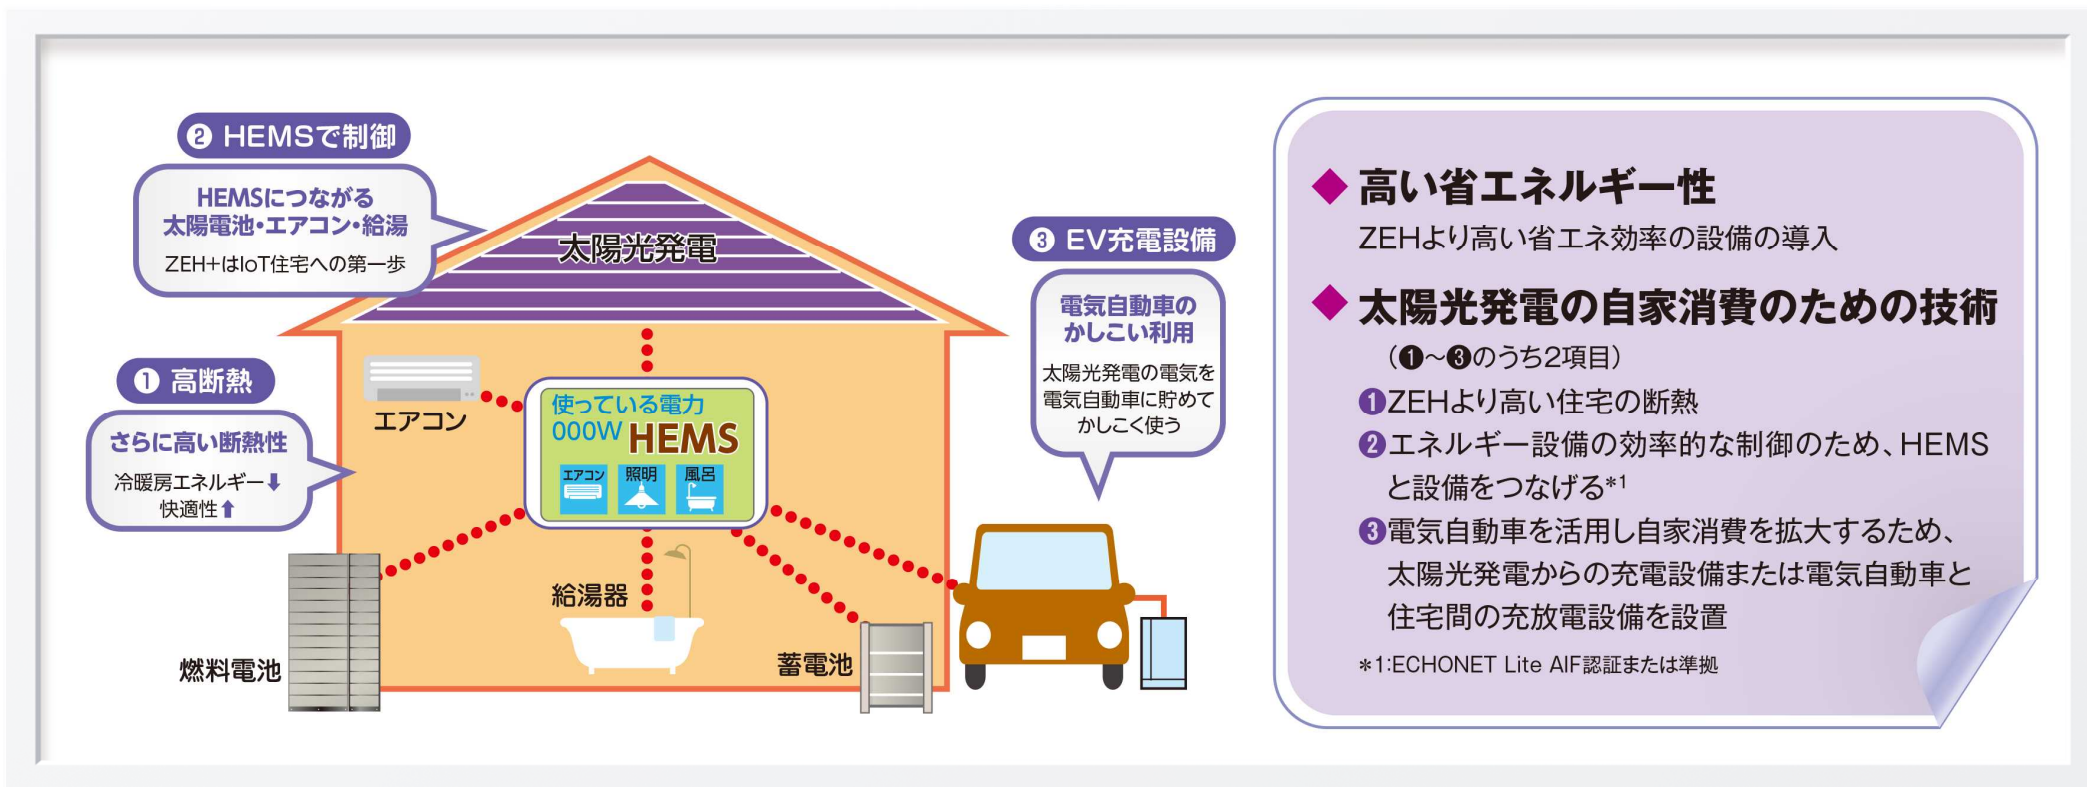 ❷ HEMSで制御
HEMSにつながる
太陽電池・エアコン・給湯
ZEH+はIoT住宅への第一歩
❶ 高断熱
さらに高い断熱性
冷暖房エネルギー⬇
快適性⬆
太陽光発電
エアコン
使っている電力
000W HEMS
エアコン 照明 風呂
給湯器
燃料電池
蓄電池
❸ EV充電設備
電気自動車の
かしこい利用
太陽光発電の電気を
電気自動車に貯めて
かしこく使う
◆ 高い省エネルギー性
ZEHより高い省エネ効率の設備の導入
◆ 太陽光発電の自家消費のための技術
（❶～❸のうち2項目）
❶ZEHより高い住宅の断熱
❷エネルギー設備の効率的な制御のため、HEMS
と設備をつなげる*1
❸電気自動車を活用し自家消費を拡大するため、
太陽光発電からの充電設備または電気自動車と
住宅間の充放電設備を設置
*1:ECHONET Lite AIF認証または準拠